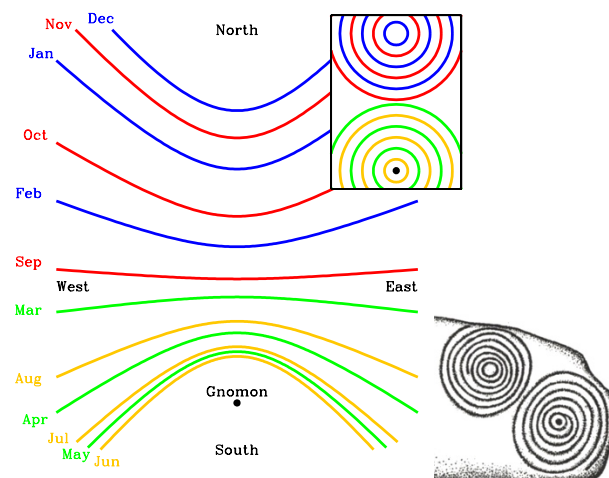 Dec
Nov
North
Jan
Oct
Feb
Sep
West
East
Mar
Aug
Gnomon
Apr
Jul
South
May
Jun